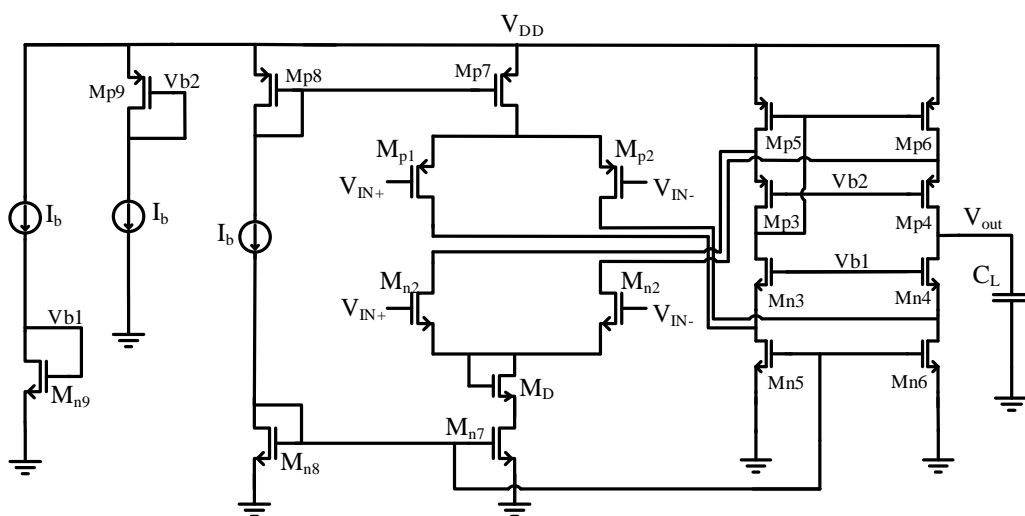 V_DD
Mp9
Vb2
Mp8
Mp7
Mp5
Mp6
M_p1
M_p2
V_IN+
V_IN-
Vb2
Mp3
Mp4
I_b
I_b
I_b
V_out
M_n2
M_n2
Vb1
Mn3
Mn4
C_L
V_IN+
V_IN-
Vb1
M_n9
M_D
Mn5
Mn6
M_n7
M_n8